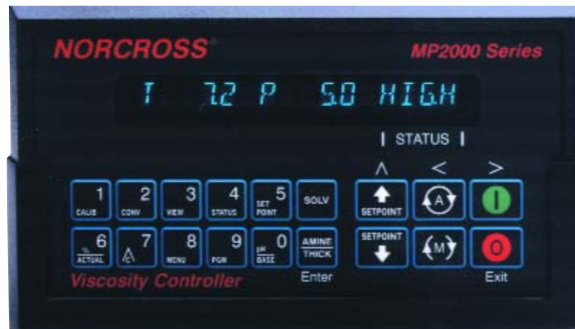 NORCROSS® MP2000 Series
T 7.2 P 5.0 HIGH
| STATUS |
∧ < >
1 CALIB 2 CONV 3 VIEW 4 STATUS SET POINT 5 SOLV SETPOINT A
% 6 ACTUAL 7 8 MENU 9 PGM pH 0 BASE AMINE THICK SETPOINT M O
Viscosity Controller Enter Exit